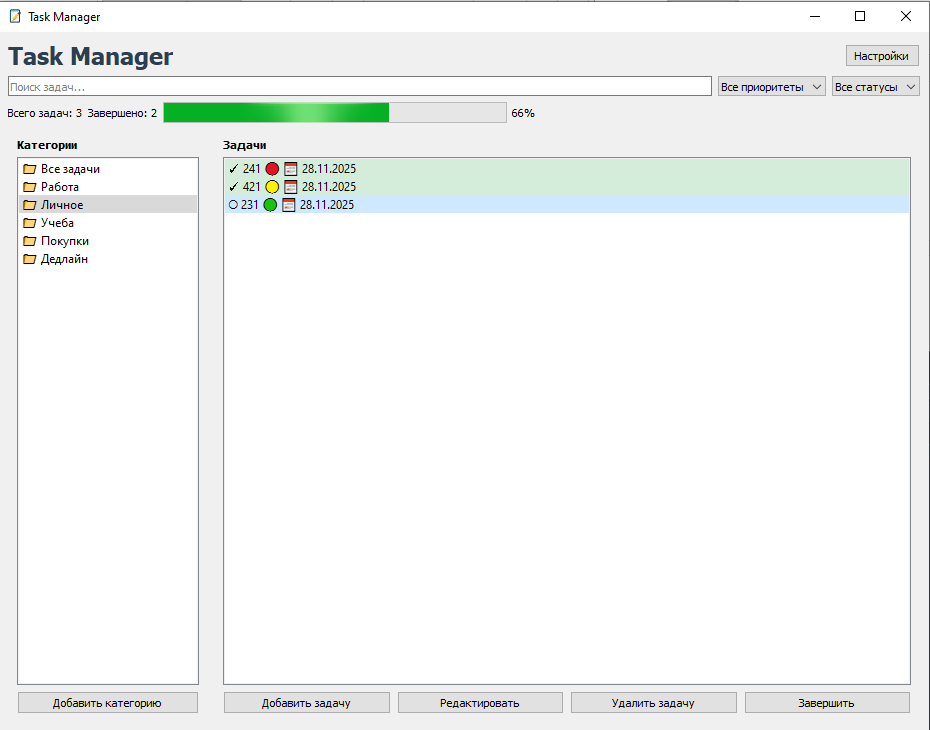 Task Manager
Task Manager
Настройки
Поиск задач...
Все приоритеты
Все статусы
Всего задач: 3 Завершено: 2
66%
Категории
Все задачи
Работа
Личное
Учеба
Покупки
Дедлайн
Добавить категорию
Задачи
✓ 241 28.11.2025
✓ 421 28.11.2025
○ 231 28.11.2025
Добавить задачу
Редактировать
Удалить задачу
Завершить